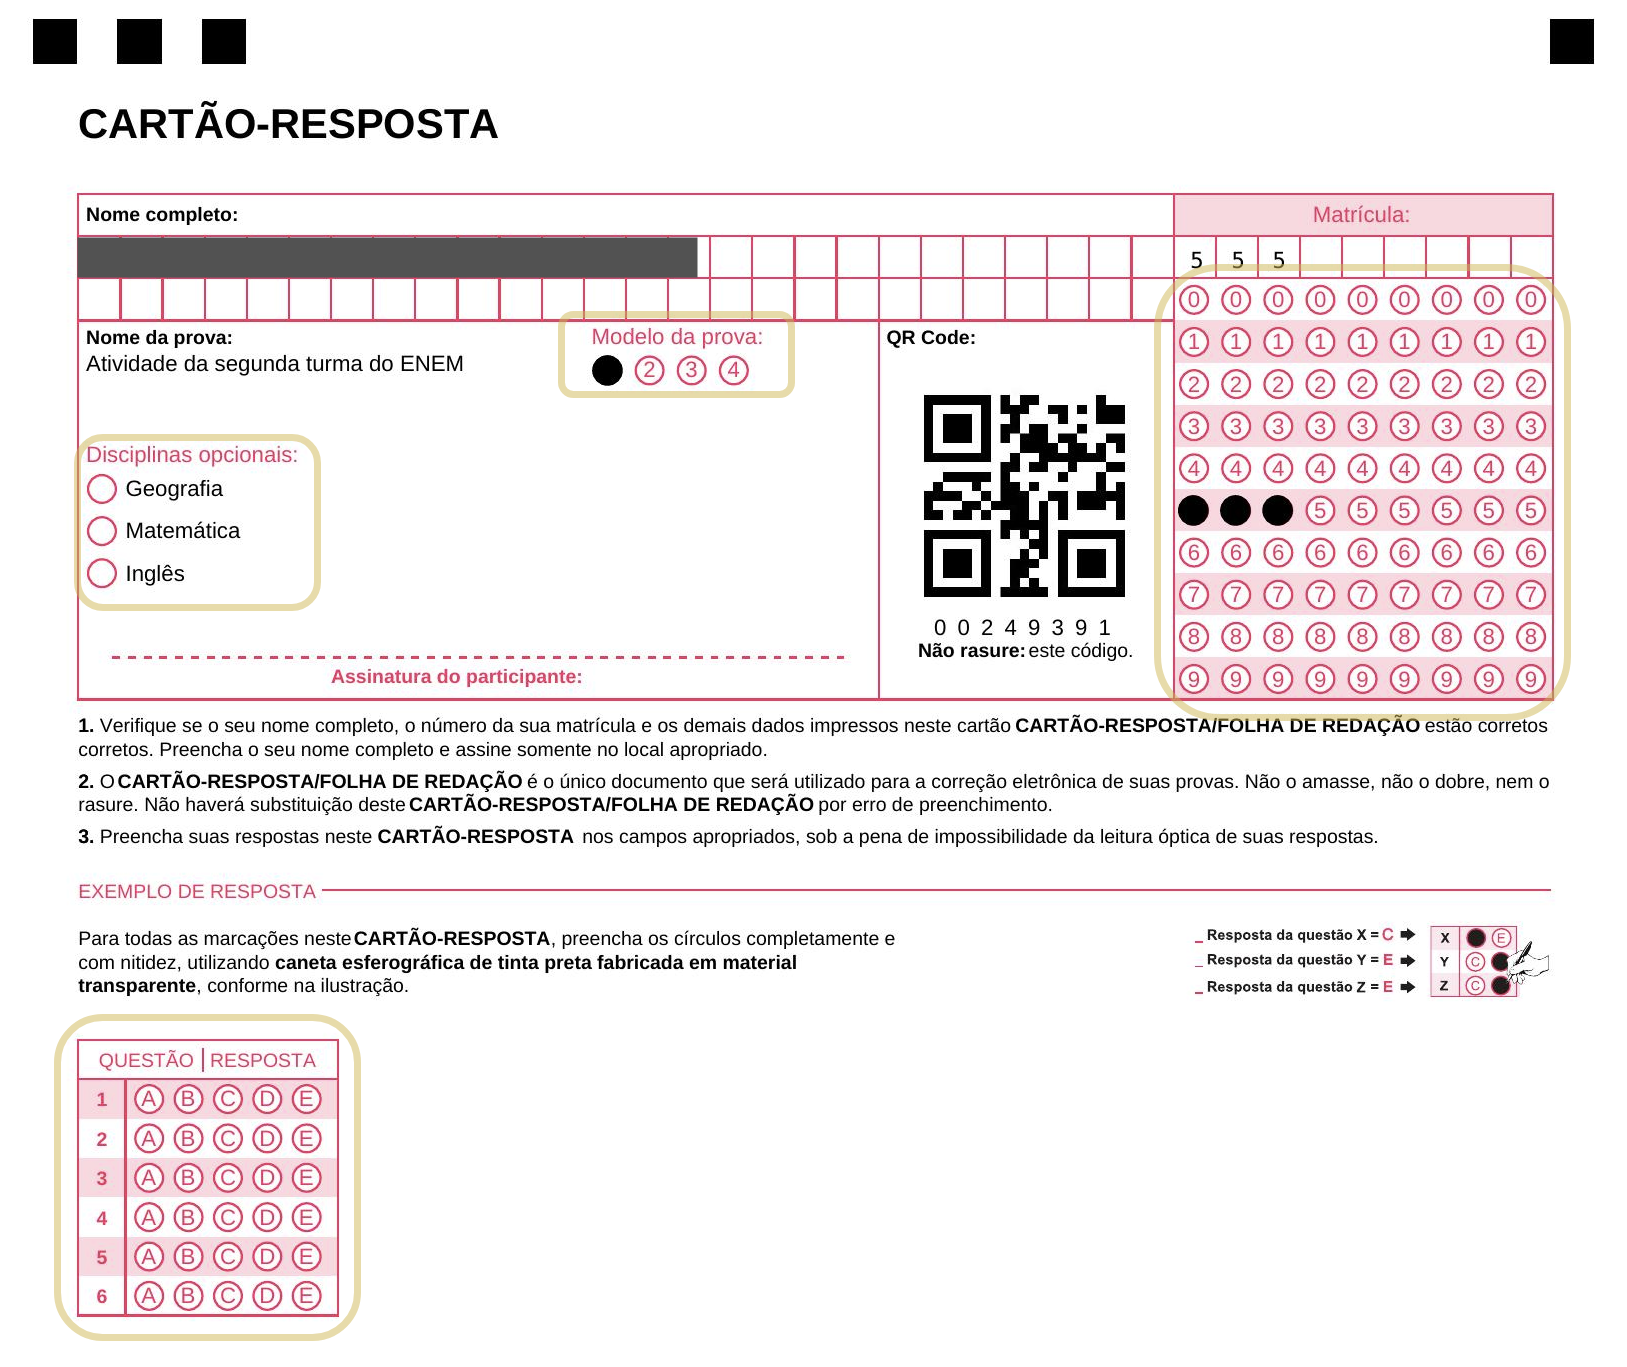 CARTÃO-RESPOSTA
Nome completo:
Matrícula:
5 5 5
0 0 0 0 0 0 0 0 0
Nome da prova:
Modelo da prova:
QR Code:
1 1 1 1 1 1 1 1 1
Atividade da segunda turma do ENEM
2 3 4
2 2 2 2 2 2 2 2 2
3 3 3 3 3 3 3 3 3
Disciplinas opcionais:
4 4 4 4 4 4 4 4 4
Geografia
5 5 5 5 5 5
Matemática
6 6 6 6 6 6 6 6 6
Inglês
7 7 7 7 7 7 7 7 7
0 0 2 4 9 3 9 1
8 8 8 8 8 8 8 8 8
Não rasure: este código.
Assinatura do participante:
9 9 9 9 9 9 9 9 9
1. Verifique se o seu nome completo, o número da sua matrícula e os demais dados impressos neste cartão CARTÃO-RESPOSTA/FOLHA DE REDAÇÃO estão corretos
corretos. Preencha o seu nome completo e assine somente no local apropriado.
2. O CARTÃO-RESPOSTA/FOLHA DE REDAÇÃO é o único documento que será utilizado para a correção eletrônica de suas provas. Não o amasse, não o dobre, nem o
rasure. Não haverá substituição deste CARTÃO-RESPOSTA/FOLHA DE REDAÇÃO por erro de preenchimento.
3. Preencha suas respostas neste CARTÃO-RESPOSTA nos campos apropriados, sob a pena de impossibilidade da leitura óptica de suas respostas.
EXEMPLO DE RESPOSTA
Para todas as marcações neste CARTÃO-RESPOSTA, preencha os círculos completamente e
com nitidez, utilizando caneta esferográfica de tinta preta fabricada em material
transparente, conforme na ilustração.
_ Resposta da questão X = C
X E
_ Resposta da questão Y = E
Y C
_ Resposta da questão Z = E
Z C
QUESTÃO | RESPOSTA
1 A B C D E
2 A B C D E
3 A B C D E
4 A B C D E
5 A B C D E
6 A B C D E